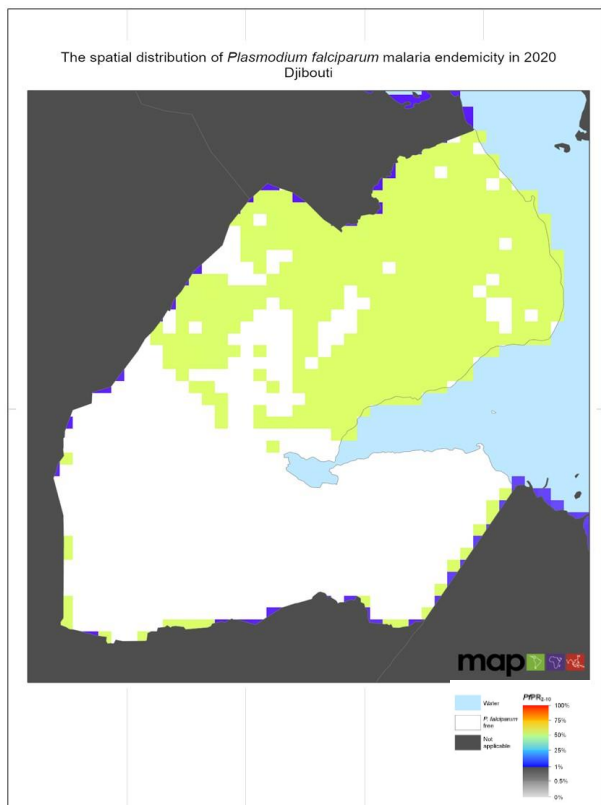 The spatial distribution of Plasmodium falciparum malaria endemicity in 2020
Djibouti
map
Water
P. falciparum
free
Not
applicable
100%
75%
50%
25%
1%
0.5%
0%